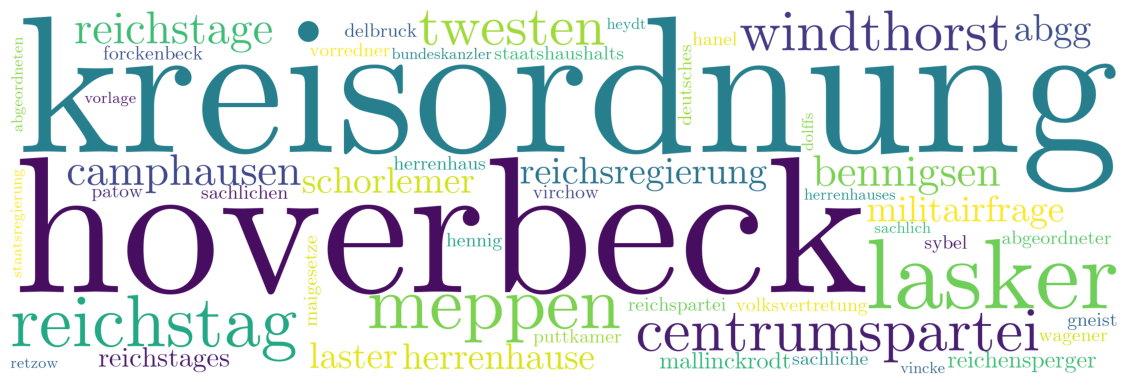 reichstage delbruck twesten heydt hanel windthorst abgg
forckenbeck vorredner bundeskanzler staatshaushalts
abgeordneten kreisordnung deutsches
vorlage dolffs
camphausen herrenhaus reichsregierung bennigsen
patow sachlichen schorlemer virchow herrenhauses
staatsregierung hoverbeck militairfrage
hennig sachlich sybel abgeordneter
maigesetze lasker
reichstag meppen reichspartei volksvertretung gneist
puttkamer centrumspartei wagener
retzow reichstages laster herrenhause mallinckrodt sachliche vincke reichensperger